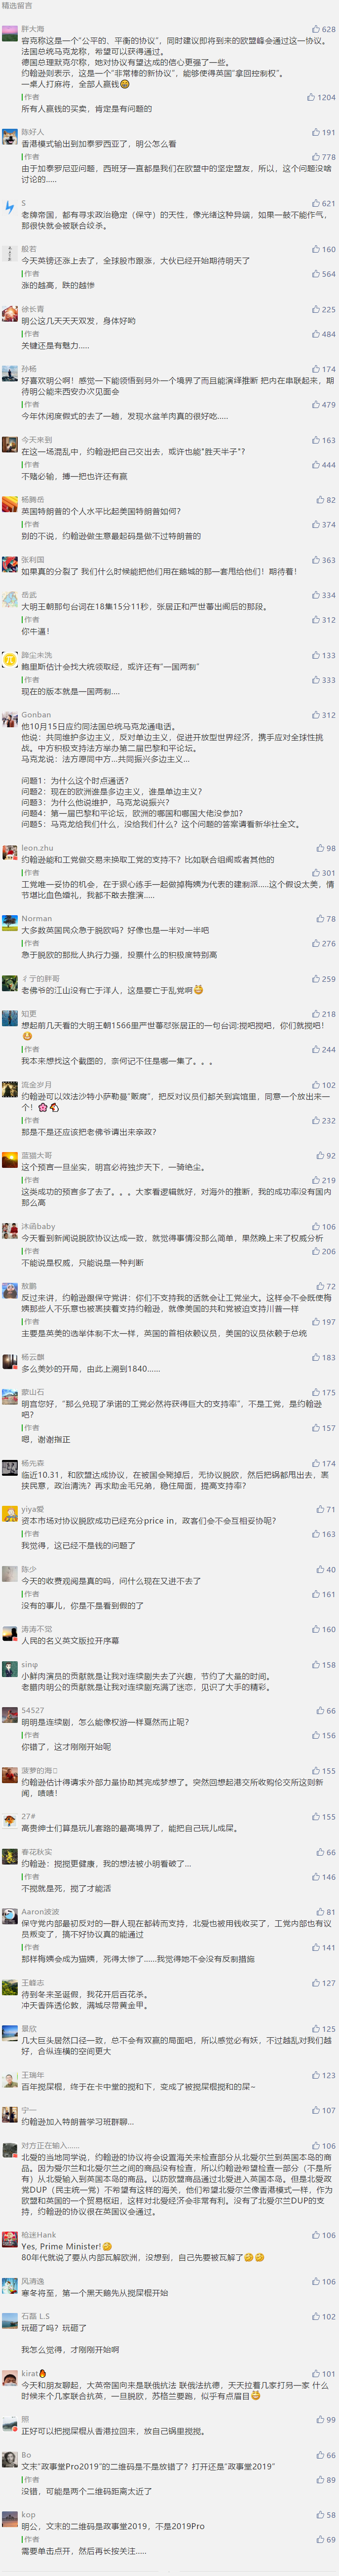 精选留言
胖大海
628
容克称这是一个“公平的、平衡的协议”，同时建议即将到来的欧盟峰会通过这一协议。
法国总统马克龙称，希望可以获得通过。
德国总理默克尔称，她对协议有望达成的信心更强了一些。
约翰逊则表示，这是一个“非常棒的新协议”，能够使得英国“拿回控制权”。
一桌人打麻将，全部人赢钱
作者
1204
所有人赢钱的买卖，肯定是有问题的
陈好人
191
香港模式输出到加泰罗西亚了，明公怎么看
作者
778
由于加泰罗尼亚问题，西班牙一直都是我们在欧盟中的坚定盟友，所以，这个问题没啥
讨论的.....
S
621
老牌帝国，都有寻求政治稳定（保守）的天性，像光绪这种异端，如果一鼓不能作气，
那很快就会被联合绞杀。
般若
160
今天英镑还涨上去了，全球股市跟涨，大伙已经开始期待明天了
作者
564
涨的越高，跌的越惨
徐长青
225
明公这几天天天双发，身体好哟
作者
484
关键还是有魅力.....
孙杨
174
好喜欢明公啊！感觉一下能领悟到另外一个境界了而且能演绎推断 把内在串联起来，期
待明公能来西安办次见面会
作者
479
今年休闲度假式的去了一趟，发现水盆羊肉真的很好吃.....
今天来到
163
在这一场混乱中，约翰逊把自己交出去，或许也能“胜天半子”？
作者
444
不赌必输，搏一把也许还有赢
杨腾岳
82
英国特朗普的个人水平比起美国特朗普如何？
作者
374
别的不说，约翰逊做生意最起码是做不过特朗普的
张利国
363
如果真的分裂了 我们什么时候能把他们用在鹅城的那一套甩给他们！期待看！
岳武
334
大明王朝那句台词在18集15分11秒，张居正和严世蕃出阁后的那段。
作者
312
你牛逼！
蹄尘未洗
133
鲍里斯估计会找大统领取经，或许还有“一国两制”
作者
333
现在的版本就是一国两制....
Gonban
312
他10月15日应约同法国总统马克龙通电话。
他说：共同维护多边主义，反对单边主义，促进开放型世界经济，携手应对全球性挑
战。中方积极支持法方举办第二届巴黎和平论坛。
马克龙说：法方愿同中方...共同振兴多边主义...
问题1：为什么这个时点通话？
问题2：现在的欧洲谁是多边主义，谁是单边主义？
问题3：为什么他说维护，马克龙说振兴？
问题4：第一届巴黎和平论坛，欧洲的哪国和哪国大佬没参加？
问题5：马克龙给我们什么，没给我们什么？这个问题的答案请看新华社全文。
leon.zhu
98
约翰逊能和工党做交易来换取工党的支持不？比如联合组阁或者其他的
作者
301
工党唯一妥协的机会，在于狠心练手一起做掉梅姨为代表的建制派.....这个假设太美，情
节堪比血色婚礼，我都不敢去推演.....
Norman
78
大多数英国民众急于脱欧吗？好像也是一半对一半吧
作者
276
急于脱欧的那批人执行力强，投票什么的积极度特别高
彳亍的胖哥
259
老佛爷的江山没有亡于洋人，这是要亡于乱党啊
知更
218
想起前几天看的大明王朝1566里严世蕃怼张居正的一句台词:搅吧搅吧，你们就搅吧！
作者
244
我本来想找这个截图的，奈何记不住是哪一集了。。。
流金岁月
102
约翰逊可以效法沙特小萨勒曼“贩腐”，把反对议员们都关到宾馆里，同意一个放出来一
个！
作者
232
那是不是还应该把老佛爷请出来亲政？
蓝猫大哥
92
这个预言一旦坐实，明宫必将独步天下，一骑绝尘。
作者
219
这类成功的预言多了去了。。。大家看逻辑就好，对海外的推断，我的成功率没有国内
那么高
沐函baby
106
今天看到新闻说脱欧协议达成一致，就觉得事情没那么简单，果然晚上来了权威分析
作者
206
不能说是权威，只能说是一种判断
敖鹏
72
反过来讲，约翰逊跟保守党讲：你们不支持我的话就会让工党坐大。这样会不会既使梅
姨那些人不乐意也被裹挟着支持约翰逊，就像美国的共和党被迫支持川普一样
作者
197
主要是英美的选举体制不太一样，英国的首相依赖议员，美国的议员依赖于总统
杨云麒
183
多么美妙的开局，由此上溯到1840......
蒙山石
175
明宫您好，“那么兑现了承诺的工党必然将获得巨大的支持率”，不是工党，是约翰逊
吧？
作者
157
嗯，谢谢指正
杨先森
174
临近10.31，和欧盟达成协议，在被国会毙掉后，无协议脱欧，然后把锅都甩出去，裹
挟民意，政治清洗？再求助金毛兄弟，稳住局面，提高支持率？
yiya爱
71
资本市场对协议脱欧成功已经充分price in，政客们会不会互相妥协呢？
作者
163
我觉得，这已经不是钱的问题了
陈少
40
今天的收费观阅是真的吗，问什么现在又进不去了
作者
161
没有的事儿，你是不是看到假的了
涛涛不觉
160
人民的名义英文版拉开序幕
sinφ
158
小鲜肉演员的贡献就是让我对连续剧失去了兴趣，节约了大量的时间。
老腊肉明公的贡献就是让我对连续剧充满了迷恋，见识了大手的精彩。
54527
66
明明是连续剧，怎么能像权游一样戛然而止呢？
作者
156
你错了，这才刚刚开始呢
菠萝的海
155
约翰逊估计得请求外部力量协助其完成梦想了。突然回想起港交所收购伦交所这则新
闻，啧啧！
27#
155
高贵绅士们算是玩儿套路的最高境界了，能把自己玩儿成屎。
春花秋实
66
约翰逊：搅搅更健康，我的想法被小明看破了...
作者
146
不搅就是死，搅了才能活
Aaron波波
81
保守党内部最初反对的一群人现在都转而支持，北爱也被用钱收买了，工党内部也有议
员叛变了，搞不好协议真的能通过
作者
141
那样梅姨会成为猫姨，死得太惨了......我觉得她不会没有反制措施
王巅志
127
待到冬来圣诞假，我花开后百花杀。
冲天香阵透伦敦，满城尽带黄金甲。
景欣
125
几大巨头居然口径一致，总不会有双赢的局面吧，所以感觉必有妖，不过越乱对我们越
好，合纵连横的空间更大
王瑞年
123
百年搅屎棍，终于在卡中堂的搅和下，变成了被搅屎棍搅和的屎~
宁一
107
约翰逊加入特朗普学习班群聊...
对方正在输入......
106
北爱的当地同学说，约翰逊的协议将会设置海关来检查部分从北爱尔兰到英国本岛的商
品。因为爱尔兰和北爱尔兰之间的商品没有检查，所以约翰逊希望检查一部分（不是所
有）从北爱输入到英国本岛的商品。以防欧盟商品通过北爱进入英国本岛。但是北爱政
党DUP（民主统一党）不希望有这样的海关，他们希望北爱尔兰像香港模式一样，作为
欧盟和英国的一个贸易枢纽，这样对北爱经济会非常有利。没有了北爱尔兰DUP的支
持，约翰逊的协议很在英国议会通过。
柏迷Hank
106
Yes, Prime Minister!
80年代就说了要从内部瓦解欧洲，没想到，自己先要被瓦解了
风清逸
106
寒冬将至，第一个黑天鹅先从搅屎棍开始
石磊 L.S
102
玩砸了吗？玩砸了
我怎么觉得，才刚刚开始啊
kirat
101
今天和朋友聊起，大英帝国向来是联俄抗法 联俄法抗德，天天拉着几家打另一家 什么
时候来个几家联合抗英，一旦脱欧，苏格兰要跑，似乎有点眉目
照
99
正好可以把搅屎棍从香港拉回来，放自己锅里搅搅。
Bo
66
文末“政事堂Pro2019”的二维码是不是放错了？打开还是“政事堂2019”
作者
89
没错，可能是两个二维码距离太近了
kop
58
明公，文末的二维码是政事堂2019，不是2019Pro
作者
69
需要单击点开，然后再长按关注.....